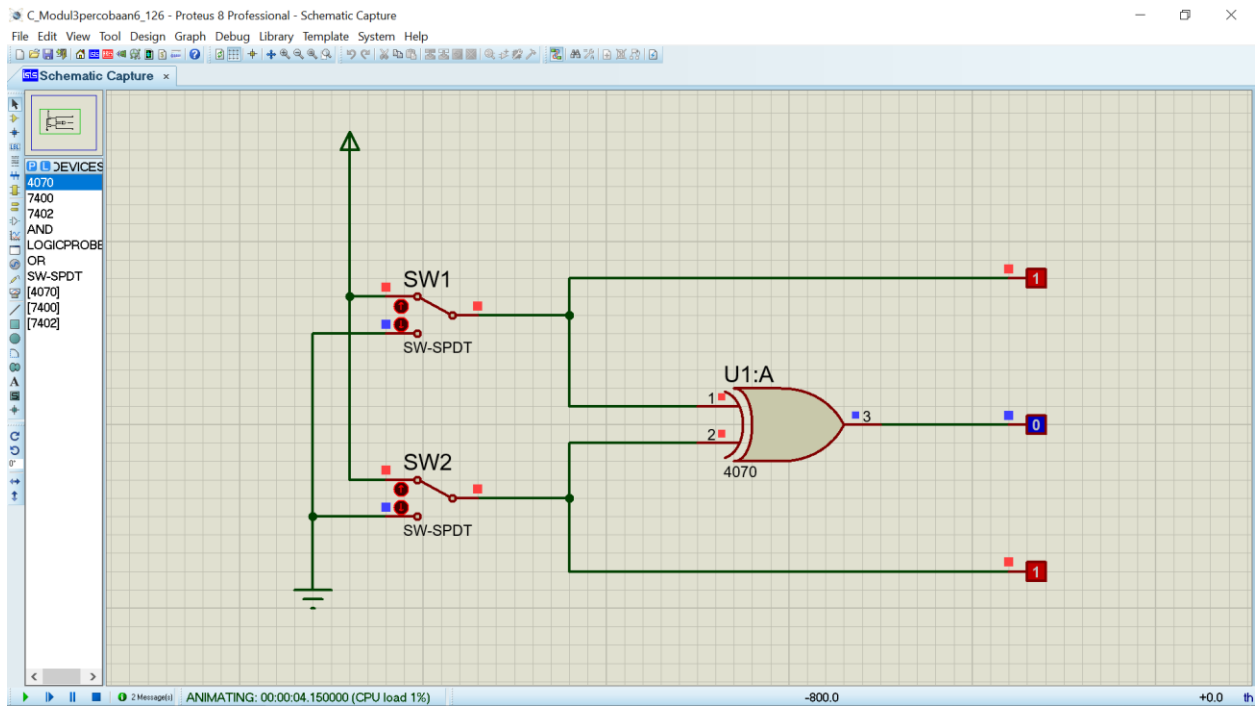 C_Modul3percobaan6_126 - Proteus 8 Professional - Schematic Capture
File Edit View Tool Design Graph Debug Library Template System Help
Schematic Capture ×
P L DEVICES
4070
7400
7402
AND
LOGICPROBE
OR
SW-SPDT
[4070]
[7400]
[7402]
SW1
SW-SPDT
1
U1:A
1
2
3
4070
0
SW2
SW-SPDT
1
0°
2 Message(s)
ANIMATING: 00:00:04.150000 (CPU load 1%)
-800.0
+0.0
th